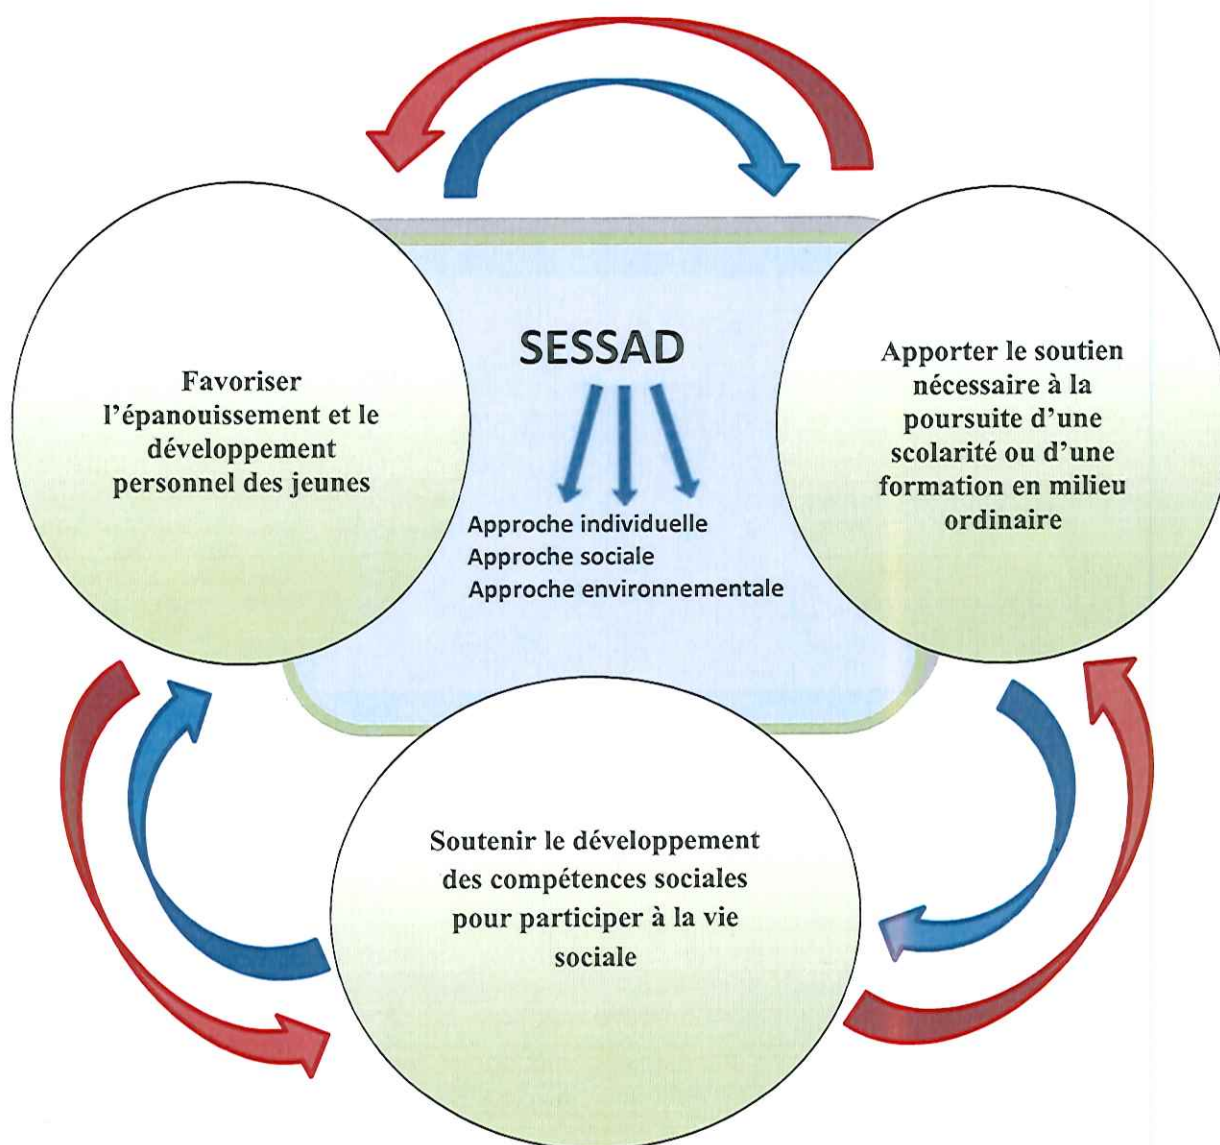 SESSAD
Approche individuelle
Approche sociale
Approche environnementale
Favoriser
l'épanouissement et le
développement
personnel des jeunes
Apporter le soutien
nécessaire à la
poursuite d'une
scolarité ou d'une
formation en milieu
ordinaire
Soutenir le développement
des compétences sociales
pour participer à la vie
sociale